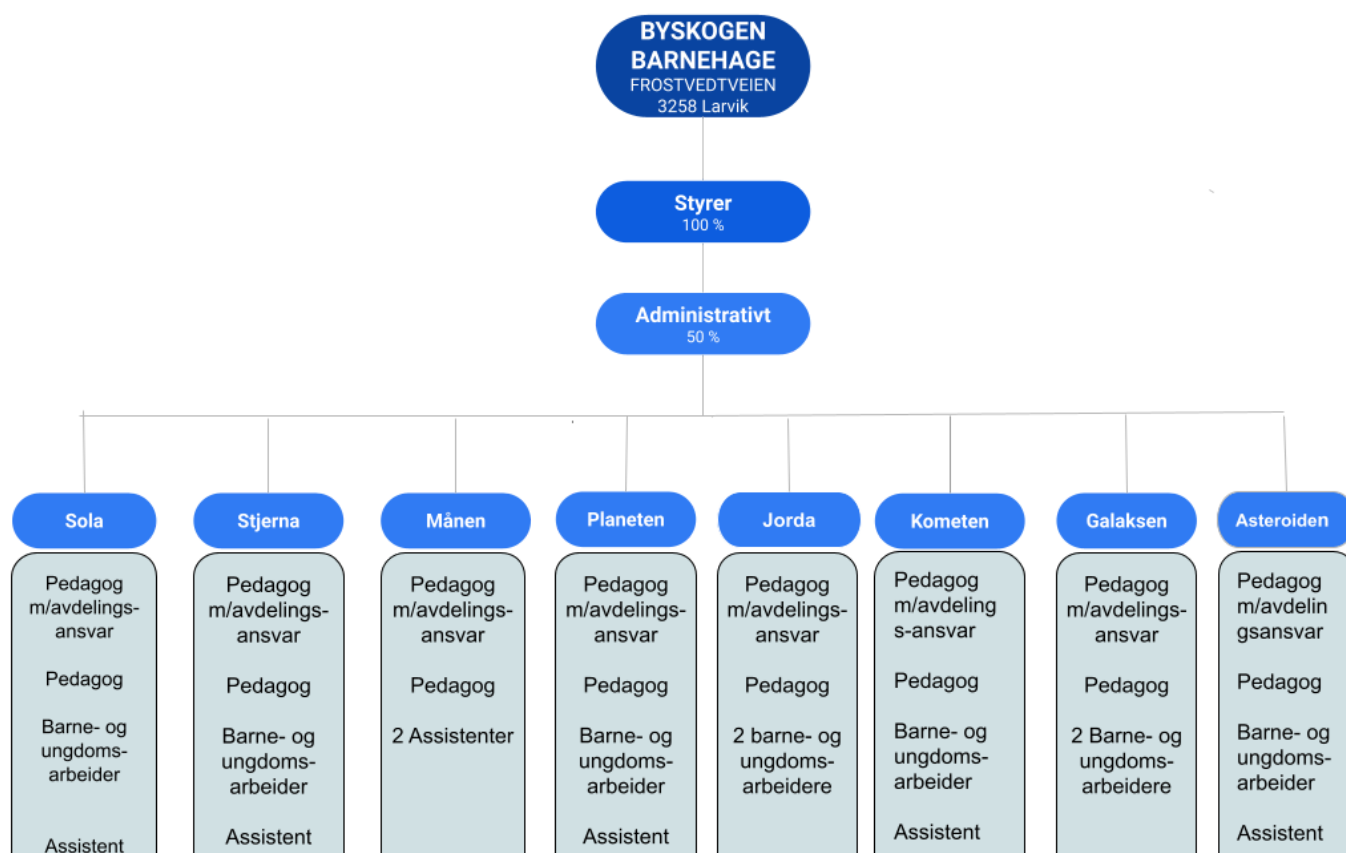 BYSKOGEN
BARNEHAGE
FROSTVEDTVEIEN
3258 Larvik
Styrer
100 %
Administrativt
50 %
Sola
Pedagog
m/avdelings-
ansvar
Pedagog
Barne- og
ungdoms-
arbeider
Assistent
Stjerna
Pedagog
m/avdelings-
ansvar
Pedagog
Barne- og
ungdoms-
arbeider
Assistent
Månen
Pedagog
m/avdelings-
ansvar
Pedagog
2 Assistenter
Planeten
Pedagog
m/avdelings-
ansvar
Pedagog
Barne- og
ungdoms-
arbeider
Assistent
Jorda
Pedagog
m/avdelings-
ansvar
Pedagog
2 barne- og
ungdoms-
arbeidere
Kometen
Pedagog
m/avdeling
s-ansvar
Pedagog
Barne- og
ungdoms-
arbeider
Assistent
Galaksen
Pedagog
m/avdelings-
ansvar
Pedagog
2 Barne- og
ungdoms-
arbeidere
Asteroiden
Pedagog
m/avdelin
gsansvar
Pedagog
Barne- og
ungdoms-
arbeider
Assistent